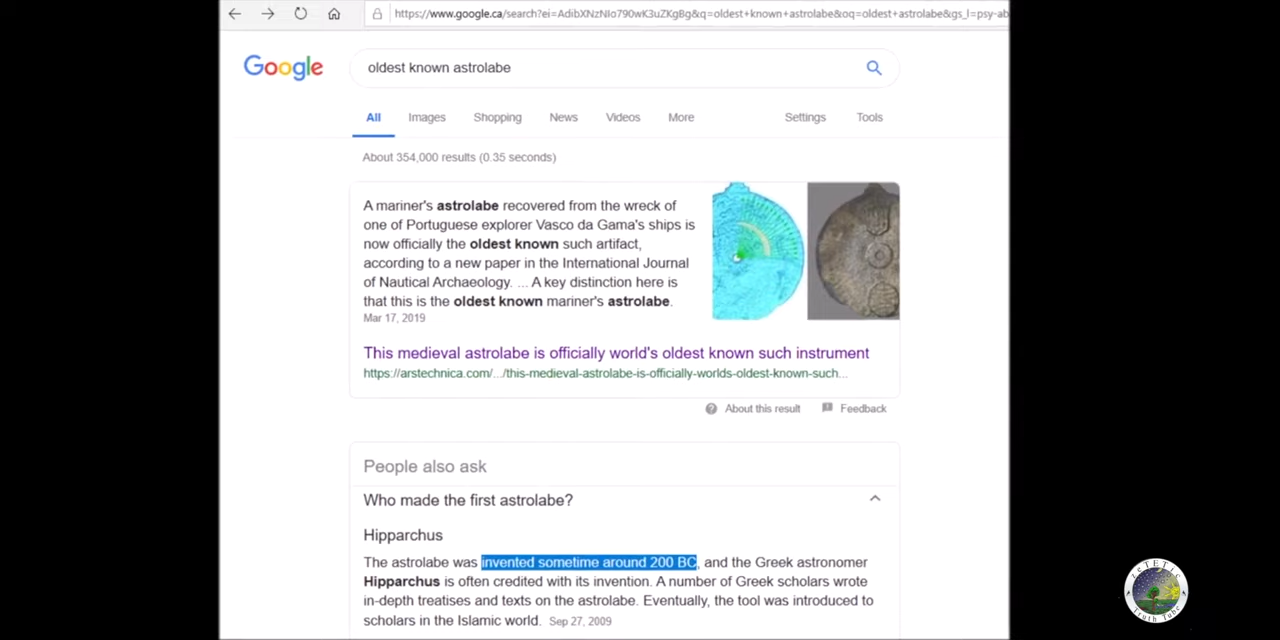 https://www.google.ca/search?ei=AdibXNzNIo790wK3uZKgBg&q=oldest+known+astrolabe&oq=oldest+astrolabe&gs_l=psy-ab
Google
oldest known astrolabe
All Images Shopping News Videos More Settings Tools
About 354,000 results (0.35 seconds)
A mariner's astrolabe recovered from the wreck of
one of Portuguese explorer Vasco da Gama's ships is
now officially the oldest known such artifact,
according to a new paper in the International Journal
of Nautical Archaeology. ... A key distinction here is
that this is the oldest known mariner's astrolabe.
Mar 17, 2019
This medieval astrolabe is officially world's oldest known such instrument
https://arstechnica.com/.../this-medieval-astrolabe-is-officially-worlds-oldest-known-such...
About this result Feedback
People also ask
Who made the first astrolabe?
Hipparchus
The astrolabe was invented sometime around 200 BC, and the Greek astronomer
Hipparchus is often credited with its invention. A number of Greek scholars wrote
in-depth treatises and texts on the astrolabe. Eventually, the tool was introduced to
scholars in the Islamic world. Sep 27, 2009
Truth Tube